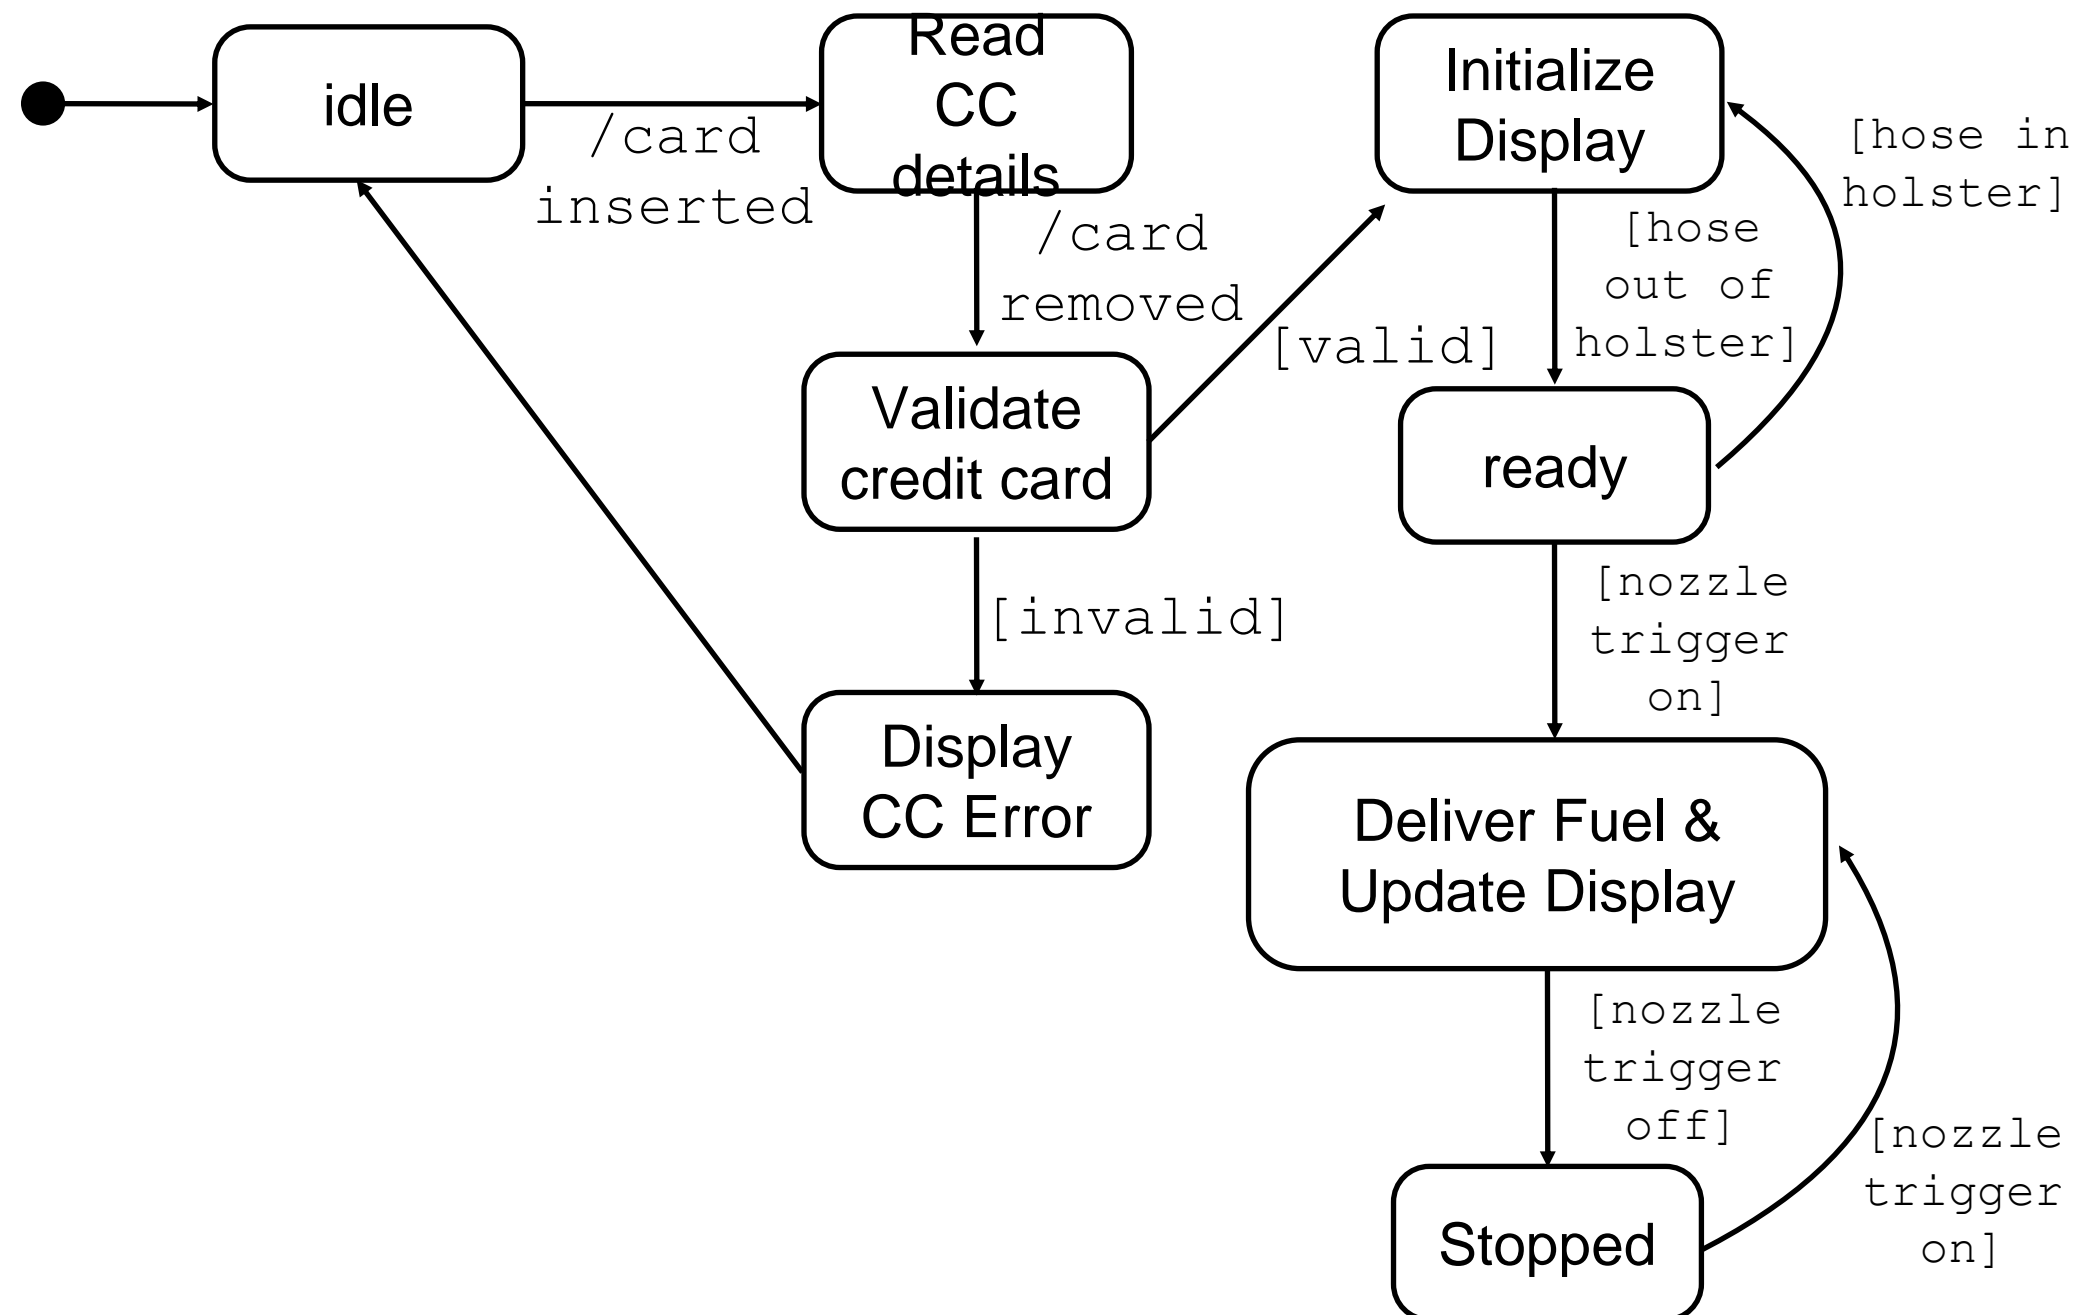 idle
/card
inserted
Read
CC
details
/card
removed
Validate
credit card
[valid]
[invalid]
Display
CC Error
Initialize
Display
[hose in
holster]
[hose
out of
holster]
ready
[nozzle
trigger
on]
Deliver Fuel &
Update Display
[nozzle
trigger
off]
[nozzle
trigger
on]
Stopped